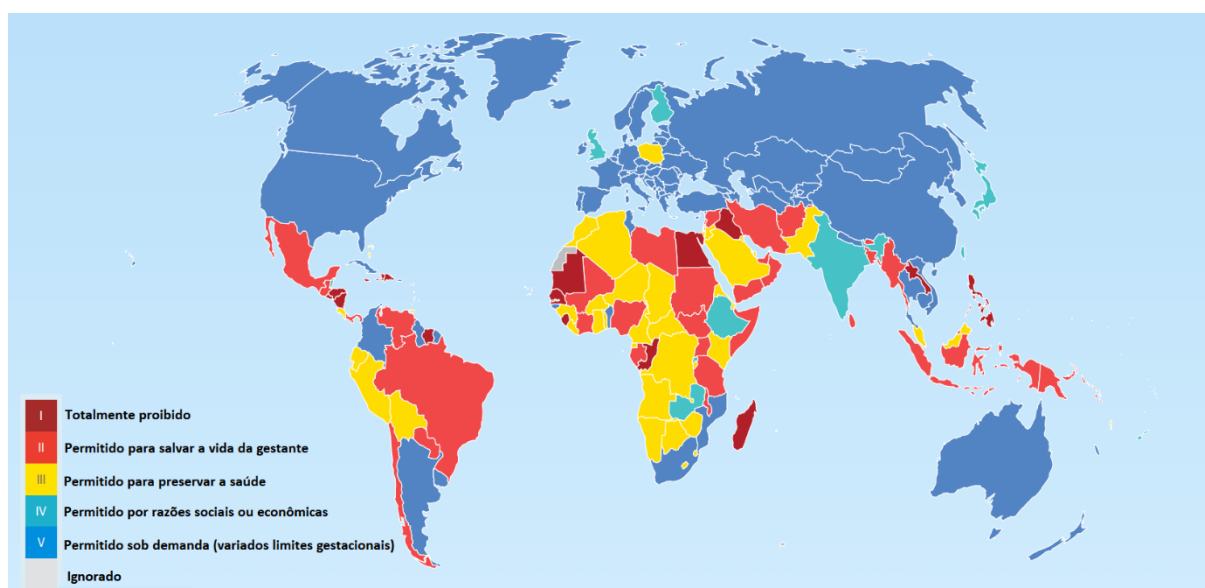 I Totalmente proibido
II Permitido para salvar a vida da gestante
III Permitido para preservar a saúde
IV Permitido por razões sociais ou econômicas
V Permitido sob demanda (variados limites gestacionais)
Ignorado